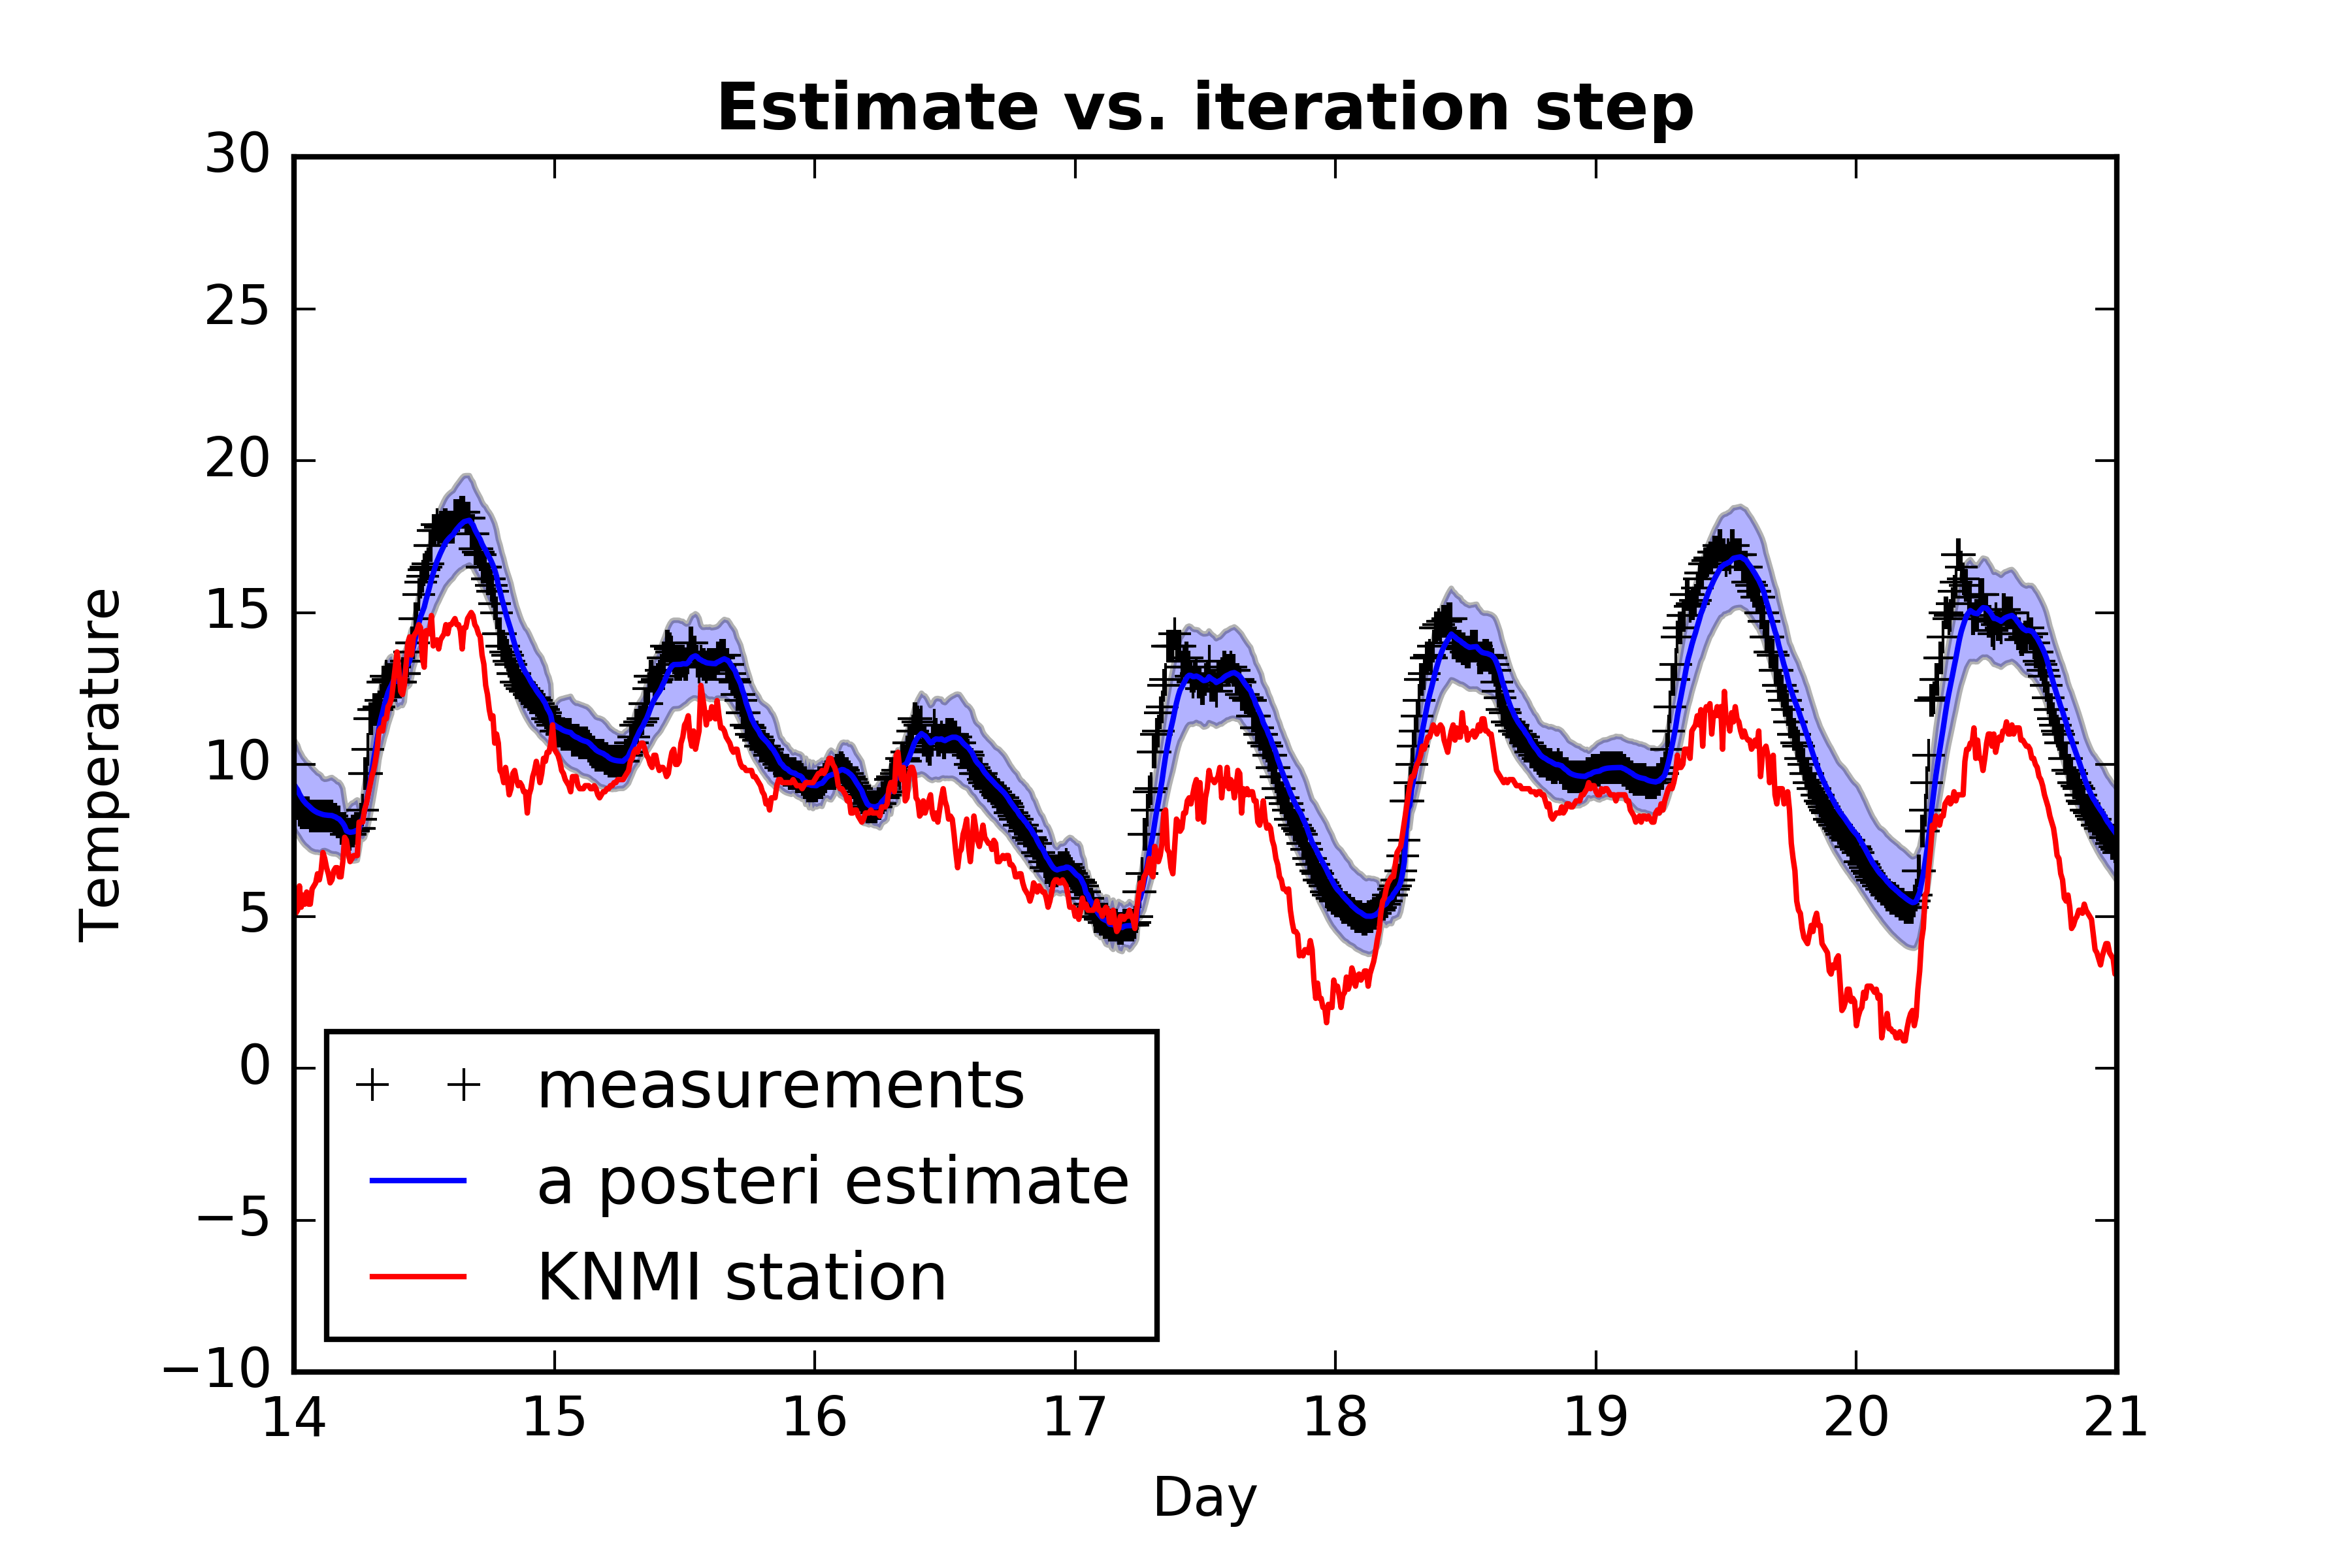 Estimate vs. iteration step
30
25
20
15
10
5
0
−5
−10
Temperature
measurements
a posteri estimate
KNMI station
14 15 16 17 18 19 20 21
Day